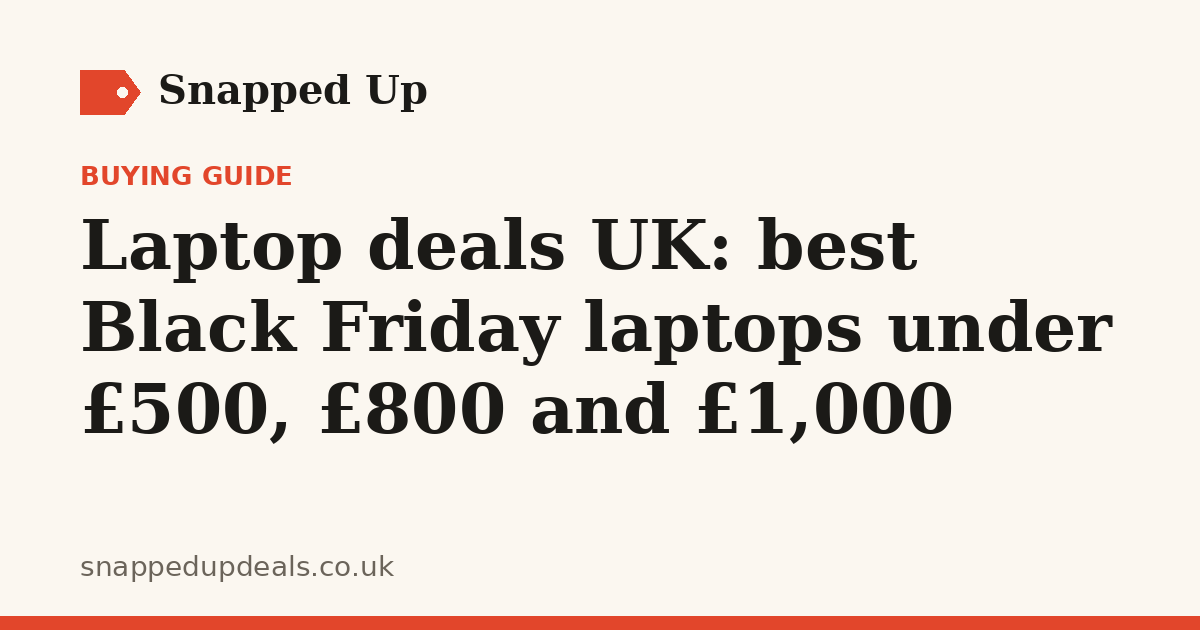 Snapped Up
BUYING GUIDE
Laptop deals UK: best
Black Friday laptops under
£500, £800 and £1,000
snappedupdeals.co.uk